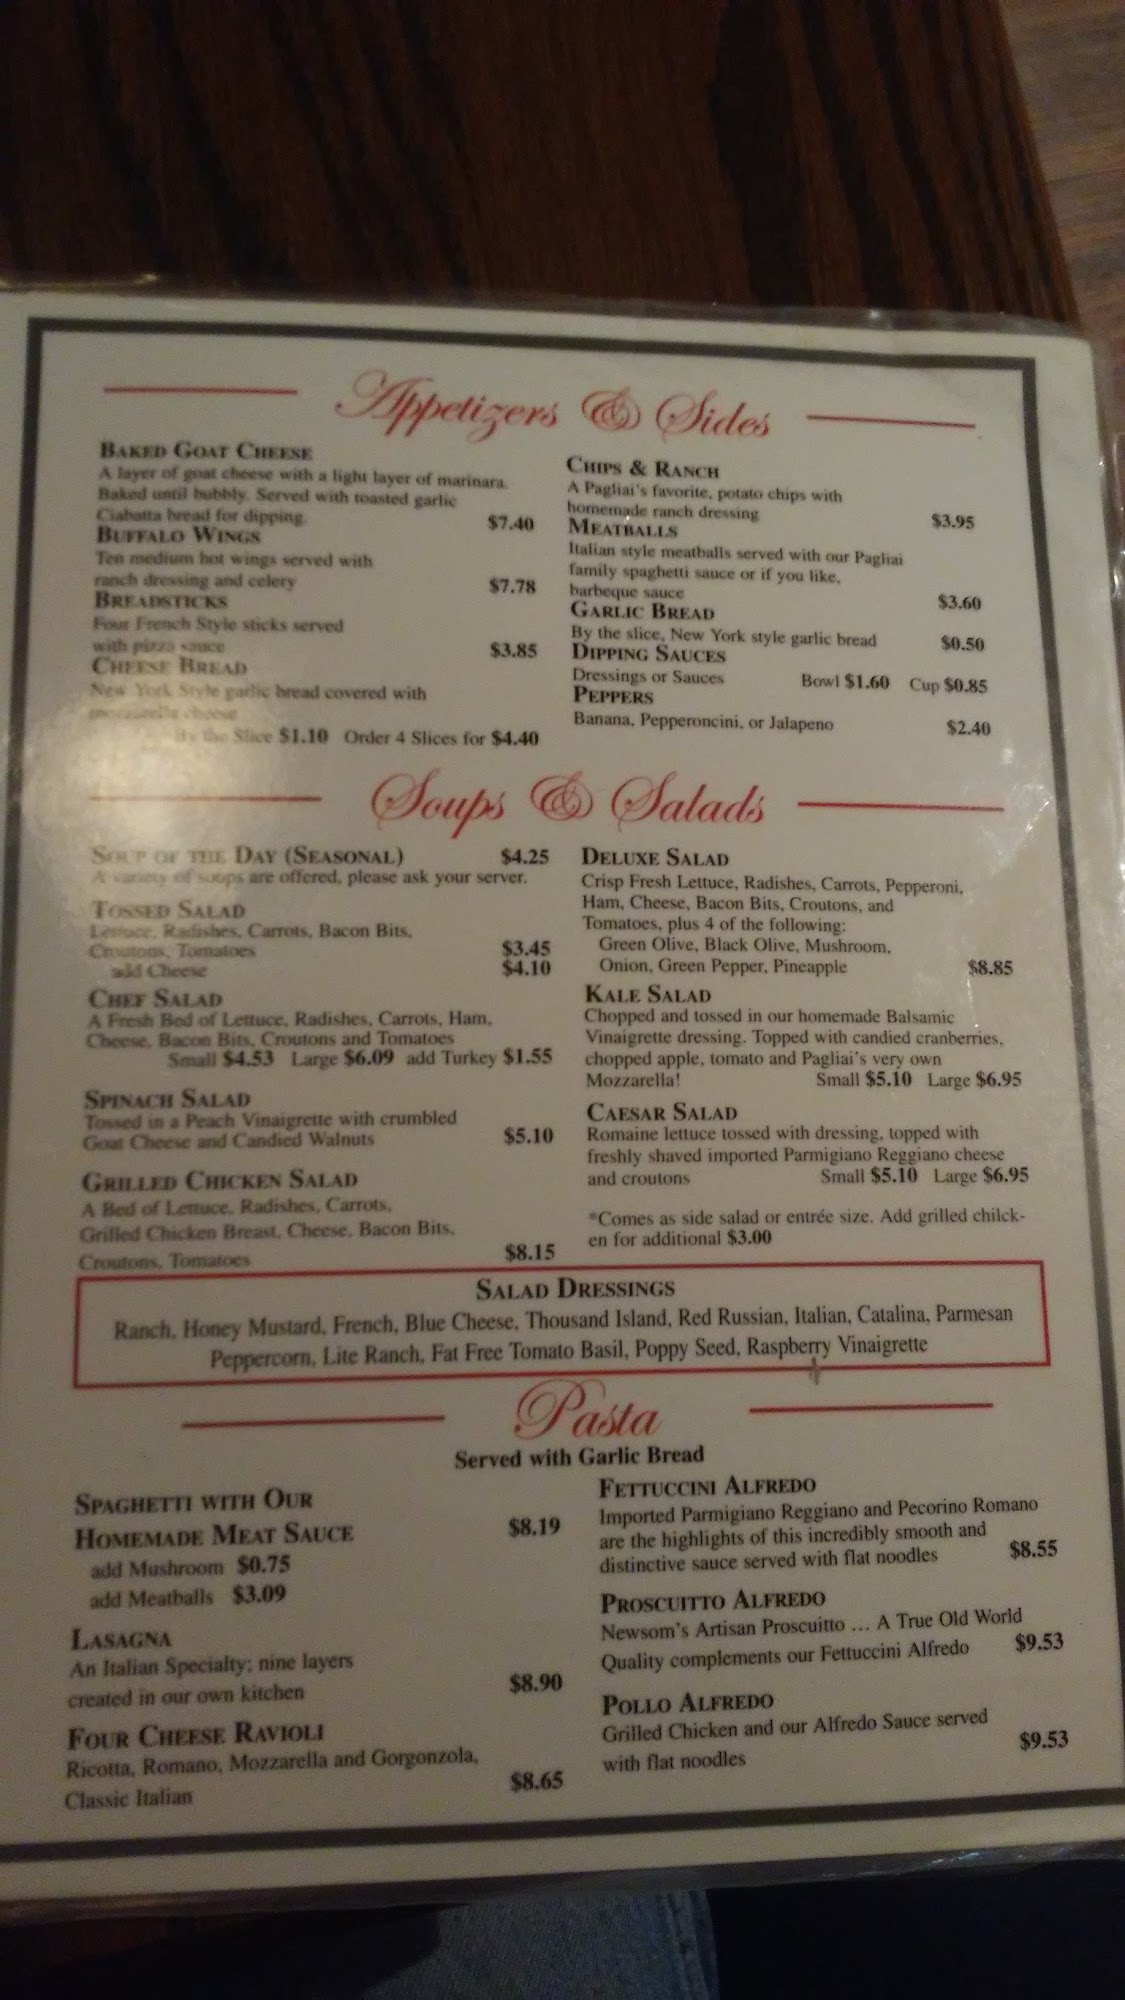 Appetizers & Sides
BAKED GOAT CHEESE
A layer of goat cheese with a light layer of marinara.
Baked until bubbly. Served with toasted garlic
Ciabatta bread for dipping. $7.40
BUFFALO WINGS
Ten medium hot wings served with
ranch dressing and celery $7.78
BREADSTICKS
Four French Style sticks served
with pizza sauce $3.85
CHEESE BREAD
New York Style garlic bread covered with
mozzarella cheese
By the Slice $1.10 Order 4 Slices for $4.40
CHIPS & RANCH
A Pagliai's favorite, potato chips with
homemade ranch dressing $3.95
MEATBALLS
Italian style meatballs served with our Pagliai
family spaghetti sauce or if you like,
barbeque sauce $3.60
GARLIC BREAD
By the slice, New York style garlic bread $0.50
DIPPING SAUCES
Dressings or Sauces Bowl $1.60 Cup $0.85
PEPPERS
Banana, Pepperoncini, or Jalapeno $2.40
Soups & Salads
SOUP OF THE DAY (SEASONAL) $4.25
A variety of soups are offered, please ask your server.
TOSSED SALAD
Lettuce, Radishes, Carrots, Bacon Bits,
Croutons, Tomatoes $3.45
add Cheese $4.10
CHEF SALAD
A Fresh Bed of Lettuce, Radishes, Carrots, Ham,
Cheese, Bacon Bits, Croutons and Tomatoes
Small $4.53 Large $6.09 add Turkey $1.55
SPINACH SALAD
Tossed in a Peach Vinaigrette with crumbled
Goat Cheese and Candied Walnuts $5.10
GRILLED CHICKEN SALAD
A Bed of Lettuce, Radishes, Carrots,
Grilled Chicken Breast, Cheese, Bacon Bits,
Croutons, Tomatoes $8.15
DELUXE SALAD
Crisp Fresh Lettuce, Radishes, Carrots, Pepperoni,
Ham, Cheese, Bacon Bits, Croutons, and
Tomatoes, plus 4 of the following:
Green Olive, Black Olive, Mushroom,
Onion, Green Pepper, Pineapple $8.85
KALE SALAD
Chopped and tossed in our homemade Balsamic
Vinaigrette dressing. Topped with candied cranberries,
chopped apple, tomato and Pagliai's very own
Mozzarella! Small $5.10 Large $6.95
CAESAR SALAD
Romaine lettuce tossed with dressing, topped with
freshly shaved imported Parmigiano Reggiano cheese
and croutons Small $5.10 Large $6.95
*Comes as side salad or entrée size. Add grilled chilck-
en for additional $3.00
SALAD DRESSINGS
Ranch, Honey Mustard, French, Blue Cheese, Thousand Island, Red Russian, Italian, Catalina, Parmesan
Peppercorn, Lite Ranch, Fat Free Tomato Basil, Poppy Seed, Raspberry Vinaigrette
Pasta
Served with Garlic Bread
SPAGHETTI WITH OUR
HOMEMADE MEAT SAUCE $8.19
add Mushroom $0.75
add Meatballs $3.09
LASAGNA
An Italian Specialty; nine layers
created in our own kitchen $8.90
FOUR CHEESE RAVIOLI
Ricotta, Romano, Mozzarella and Gorgonzola,
Classic Italian $8.65
FETTUCCINI ALFREDO
Imported Parmigiano Reggiano and Pecorino Romano
are the highlights of this incredibly smooth and
distinctive sauce served with flat noodles $8.55
PROSCUITTO ALFREDO
Newsom's Artisan Proscuitto ... A True Old World
Quality complements our Fettuccini Alfredo $9.53
POLLO ALFREDO
Grilled Chicken and our Alfredo Sauce served
with flat noodles $9.53